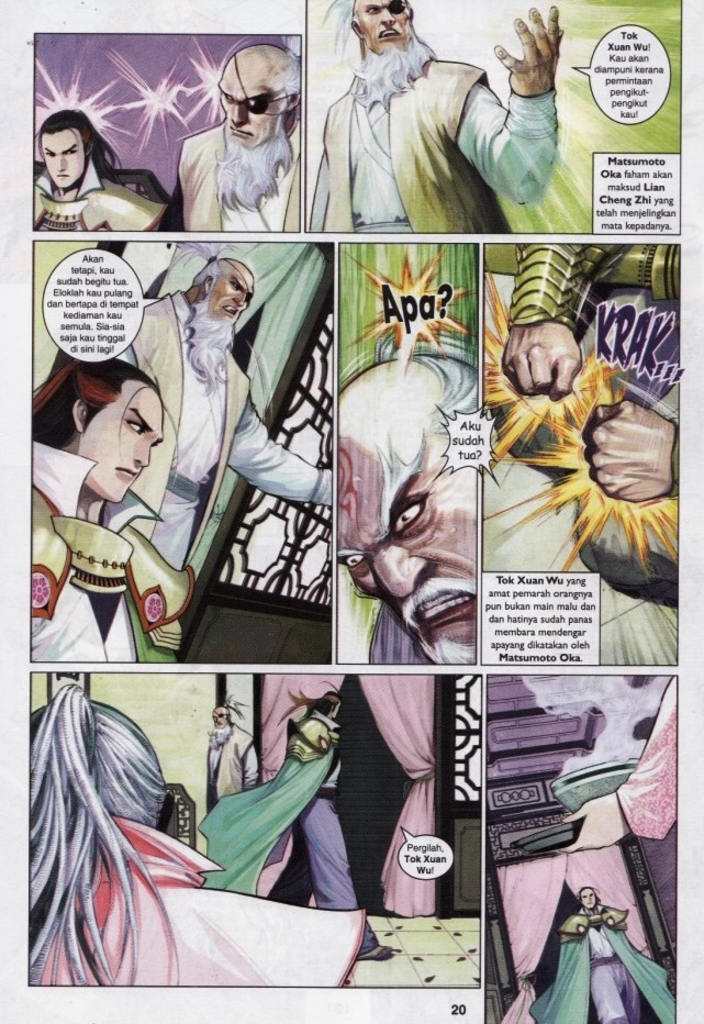 Tok
Xuan Wu!
Kau akan
diampuni kerana
permintaan
pengikut-
pengikut
kau!
Matsumoto
Oka faham akan
maksud Lian
Cheng Zhi yang
telah menjelingkan
mata kepadanya.
Akan
tetapi, kau
sudah begitu tua.
Eloklah kau pulang
dan bertapa di tempat
kediaman kau
semula. Sia-sia
saja kau tinggal
di sini lagi!
Apa?
Aku
sudah
tua?
KRAK...
Tok Xuan Wu yang
amat pemarah orangnya
pun bukan main malu dan
dan hatinya sudah panas
membara mendengar
apayang dikatakan oleh
Matsumoto Oka.
Pergilah,
Tok Xuan
Wu!
20